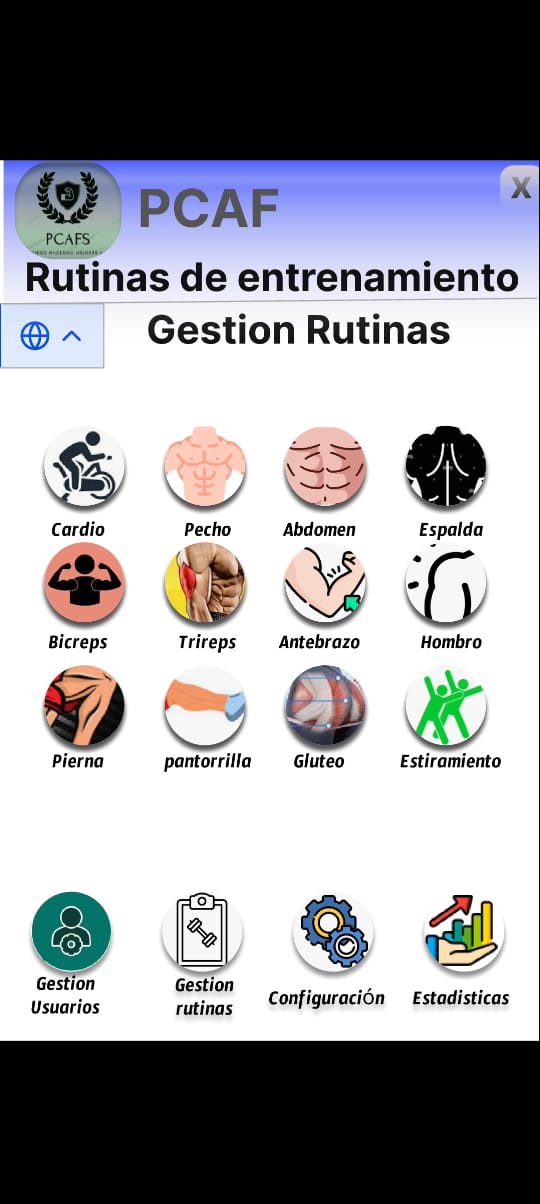 X
PCAF
PCAFS
Rutinas de entrenamiento
Gestion Rutinas
Cardio Pecho Abdomen Espalda
Bicreps Trireps Antebrazo Hombro
Pierna pantorrilla Gluteo Estiramiento
Gestion Usuarios
Gestion rutinas
Configuración
Estadisticas